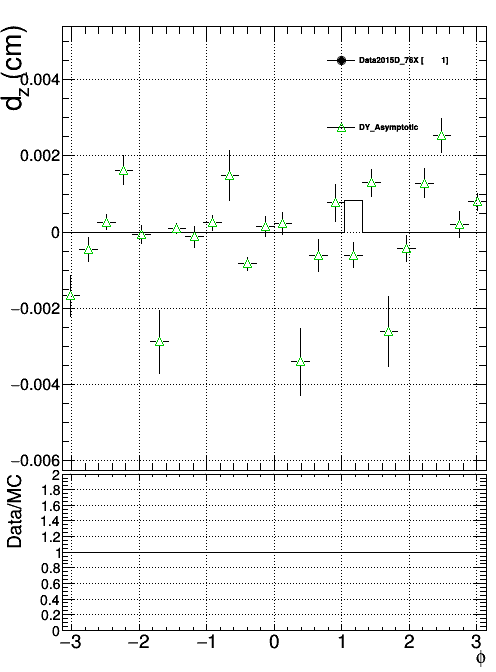 d_z (cm)
Data2015D_76X [ 1]
DY_Asymptotic
0.004
0.002
0
−0.002
−0.004
−0.006
Data/MC
2
1.8
1.6
1.4
1.2
1
0.8
0.6
0.4
0.2
0
−3 −2 −1 0 1 2 3
ϕ